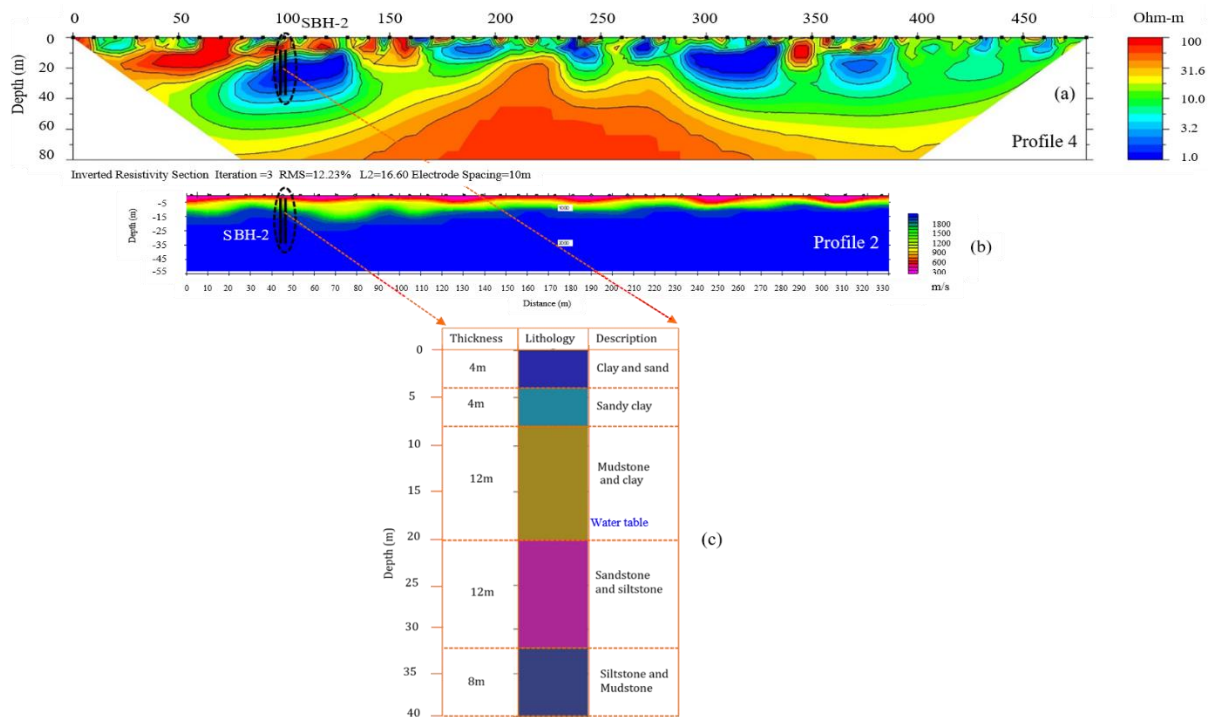 SBH-2
0 50 100 150 200 250 300 350 400 450
Ohm-m
Depth (m)
0
20
40
60
80
100
31.6
10.0
3.2
1.0
(a)
Profile 4
Inverted Resistivity Section Iteration =3 RMS=12.23% L2=16.60 Electrode Spacing=10m
Depth (m)
-5
-15
-25
-35
-45
-55
SBH-2
Profile 2
(b)
1800
1500
1200
900
600
300
m/s
0 10 20 30 40 50 60 70 80 90 100 110 120 130 140 150 160 170 180 190 200 210 220 230 240 250 260 270 280 290 300 310 320 330
Distance (m)
Thickness Lithology Description
Depth (m)
0
5
10
15
20
25
30
35
40
4m Clay and sand
4m Sandy clay
12m Mudstone
and clay
Water table
12m Sandstone
and siltstone
8m Siltstone and
Mudstone
(c)